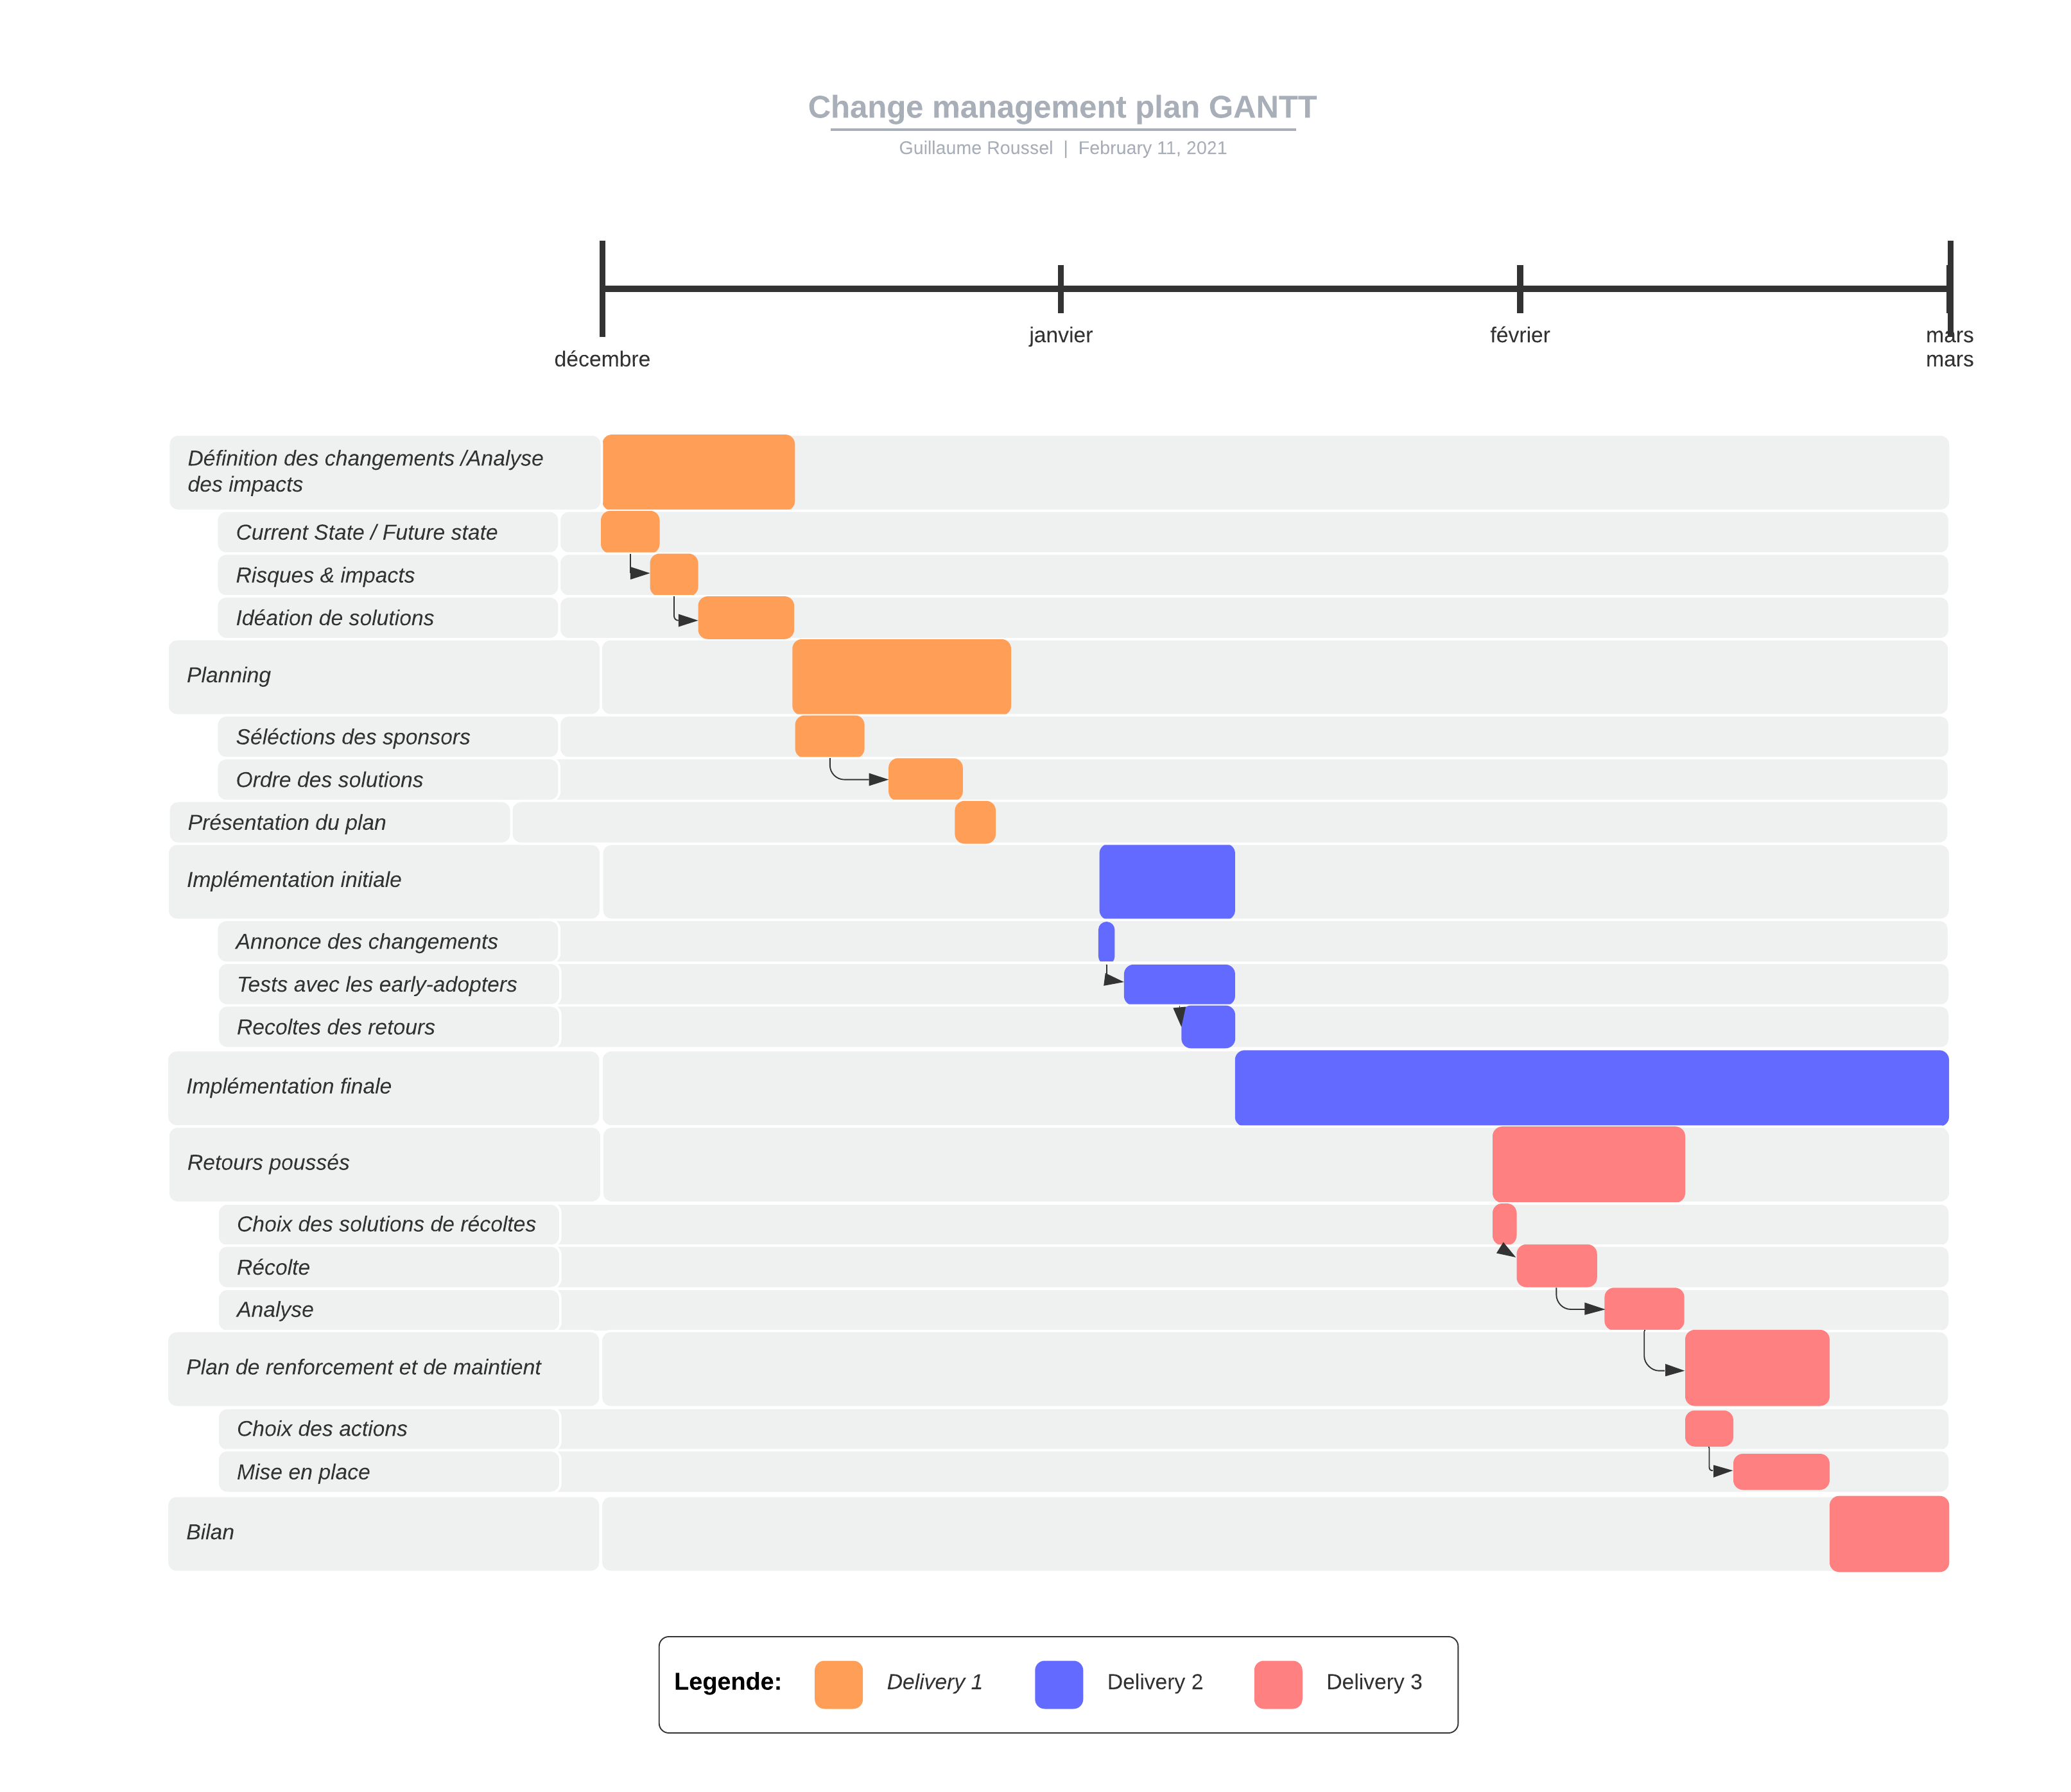 Change management plan GANTT
Guillaume Roussel | February 11, 2021
janvier
février
mars
décembre
mars
Définition des changements /Analyse
des impacts
Current State / Future state
Risques & impacts
Idéation de solutions
Planning
Séléctions des sponsors
Ordre des solutions
Présentation du plan
Implémentation initiale
Annonce des changements
Tests avec les early-adopters
Recoltes des retours
Implémentation finale
Retours poussés
Choix des solutions de récoltes
Récolte
Analyse
Plan de renforcement et de maintient
Choix des actions
Mise en place
Bilan
Legende: Delivery 1 Delivery 2 Delivery 3